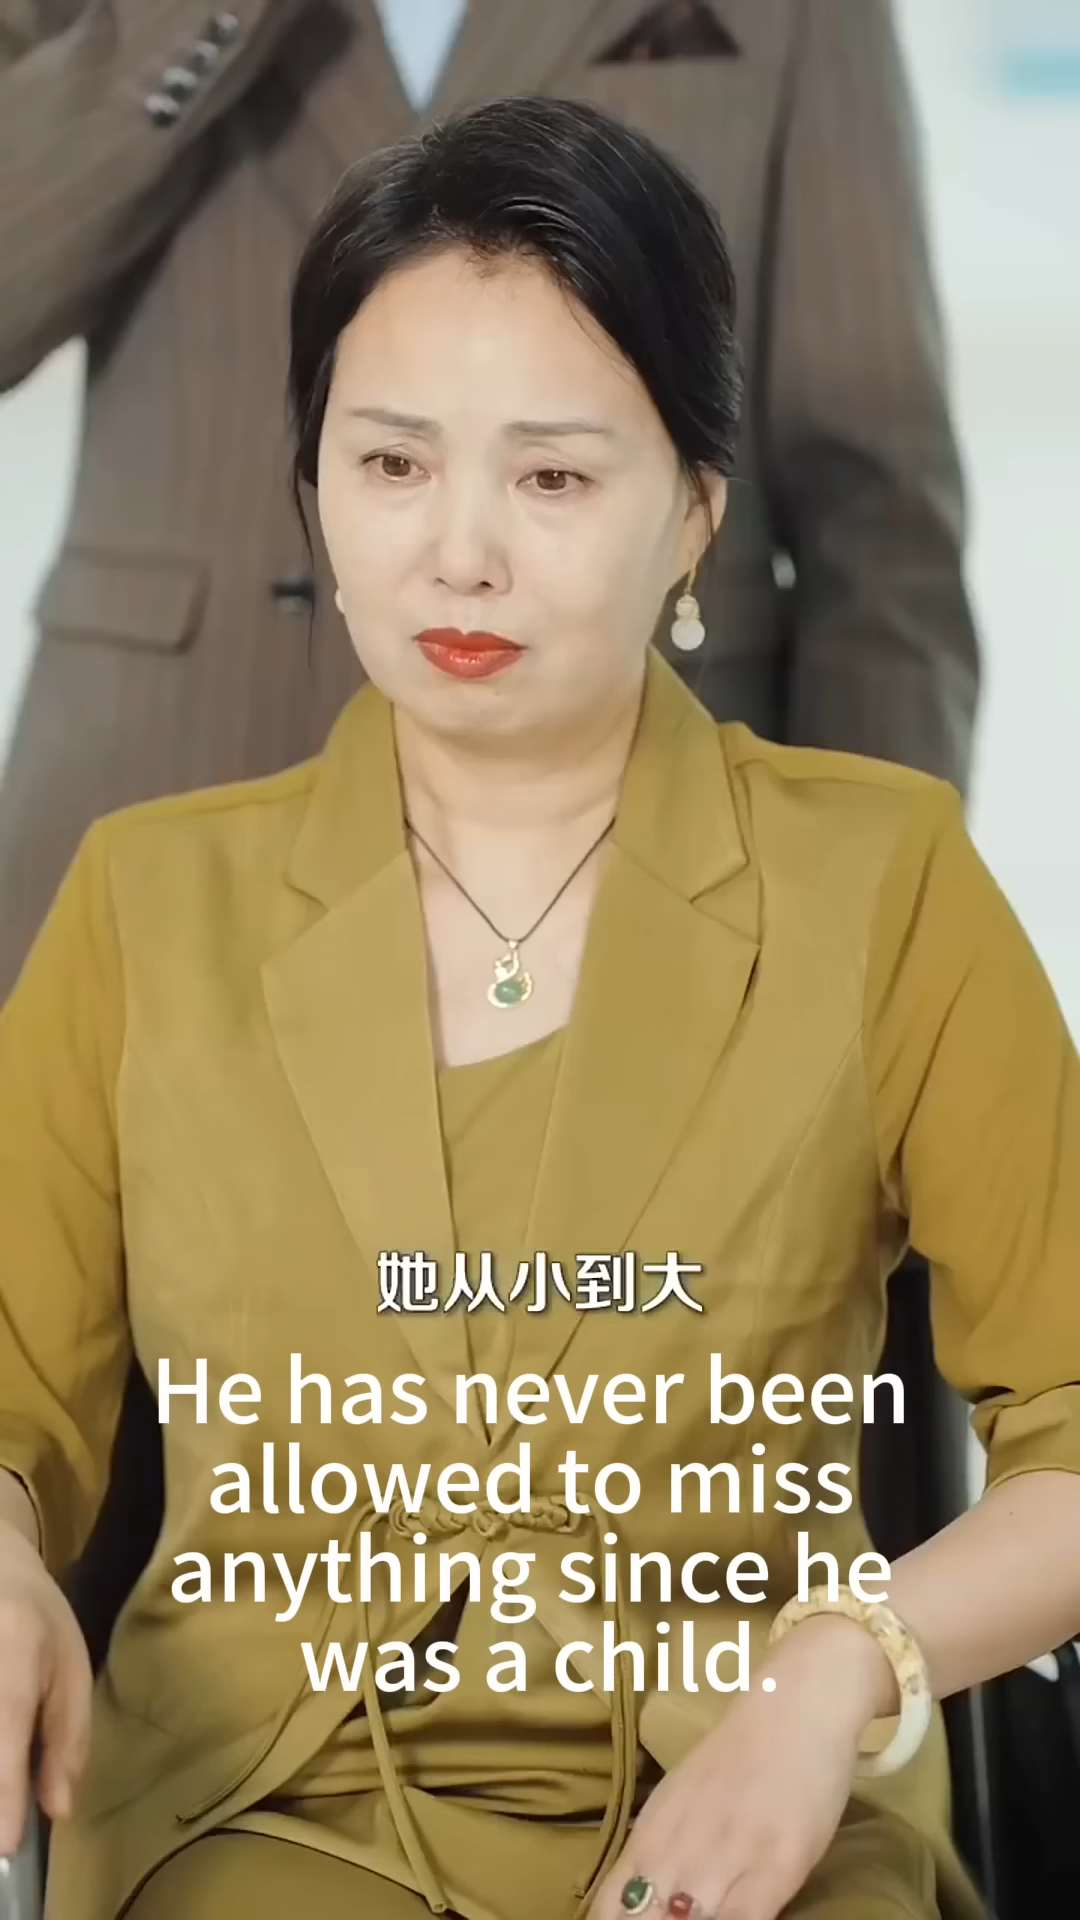 她从小到大
He has never been
allowed to miss
anything since he
was a child.